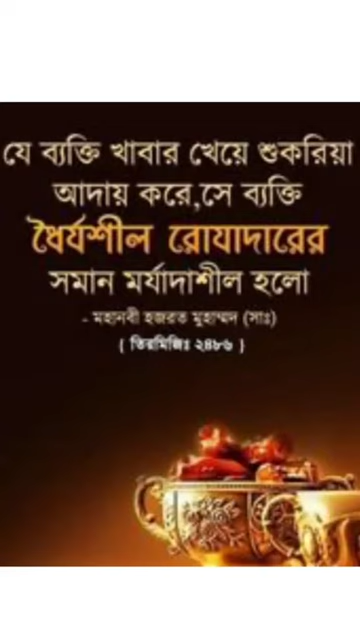 যে ব্যক্তি খাবার খেয়ে শুকরিয়া
আদায় করে,সে ব্যক্তি
ধৈর্যশীল রোযাদারের
সমান মর্যাদাশীল হলো
- মহানবী হজরত মুহাম্মদ (সাঃ)
{ তিরমিজিঃ ২৪৮৬ }